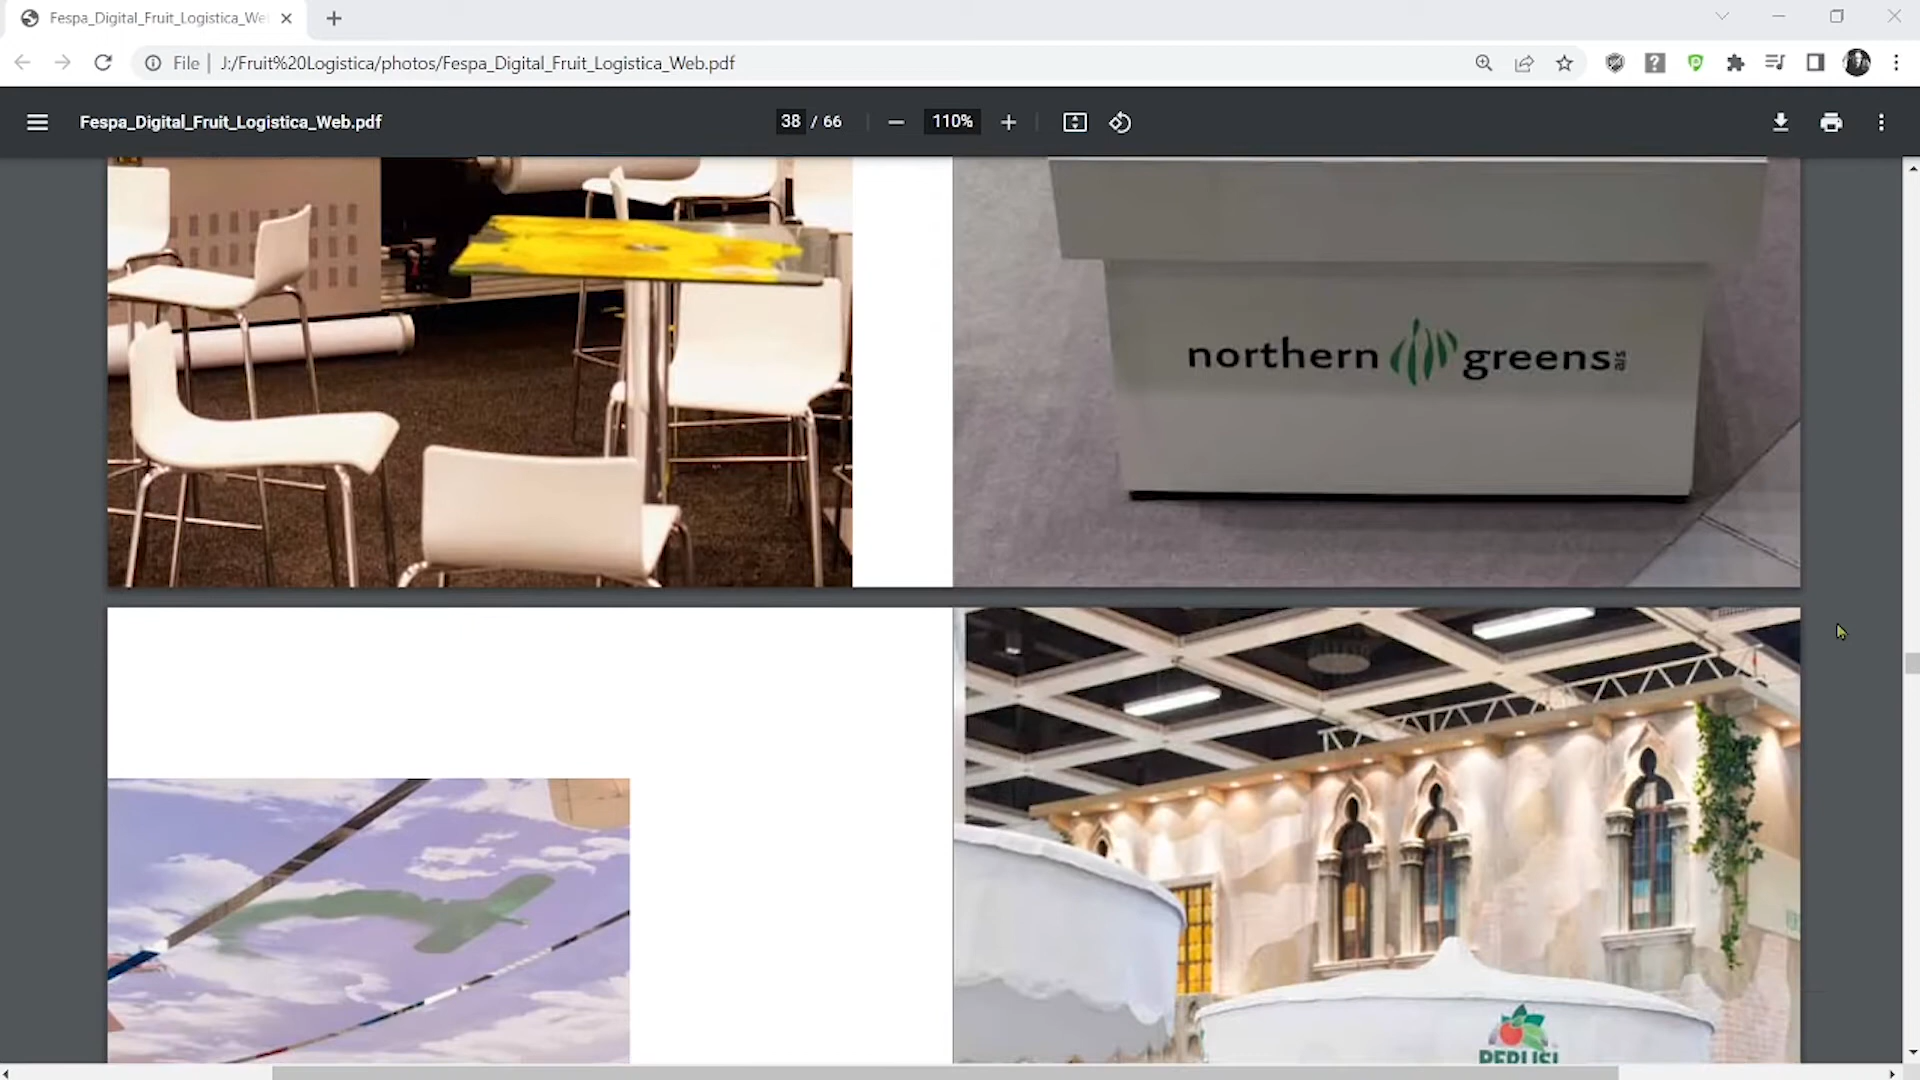 Fespa_Digital_Fruit_Logistica_We
File
J:/Fruit%20Logistica/photos/Fespa_Digital_Fruit_Logistica_Web.pdf
Fespa_Digital_Fruit_Logistica_Web.pdf
38 / 66
110%
northern greens a/s